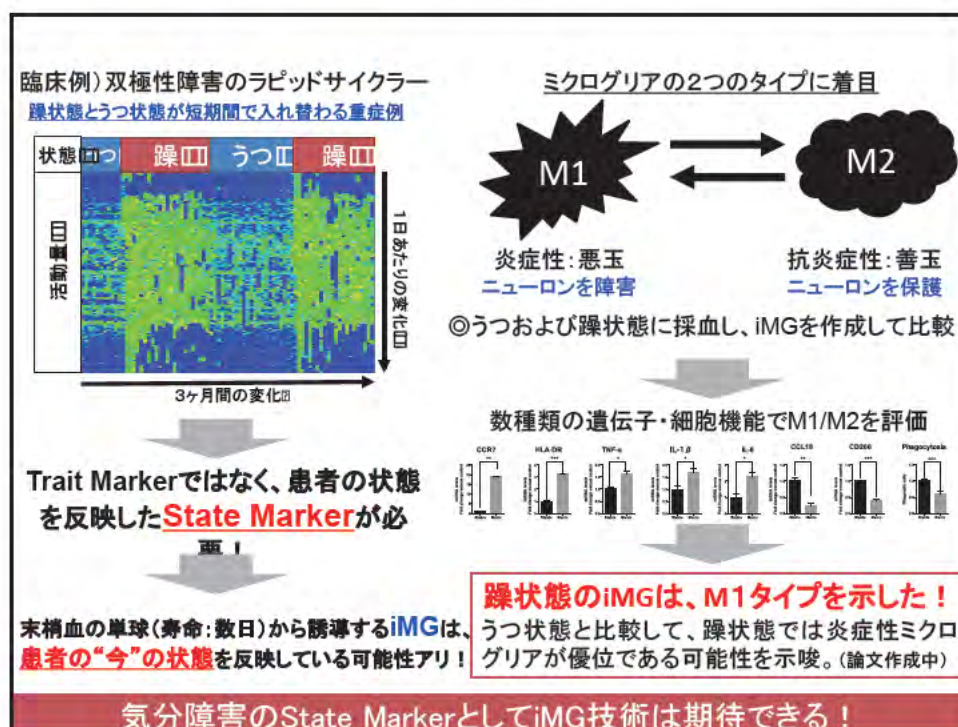 臨床例）双極性障害のラピッドサイクラー
躁状態とうつ状態が短期間で入れ替わる重症例
状態 うつ 躁 うつ 躁
活動量
1日あたりの変化
3ヶ月間の変化
Trait Markerではなく、患者の状態
を反映したState Markerが必
要！
末梢血の単球（寿命：数日）から誘導するiMGは、
患者の“今”の状態を反映している可能性アリ！
ミクログリアの２つのタイプに着目
M1
M2
炎症性：悪玉
ニューロンを障害
抗炎症性：善玉
ニューロンを保護
◎うつおよび躁状態に採血し、iMGを作成して比較
数種類の遺伝子・細胞機能でM1/M2を評価
CCR7
HLA-DR
TNF-α
IL-1β
IL-6
CCL18
CD206
Phagocytosis
躁状態のiMGは、M１タイプを示した！
うつ状態と比較して、躁状態では炎症性ミクロ
グリアが優位である可能性を示唆。（論文作成中）
気分障害のState MarkerとしてiMG技術は期待できる！